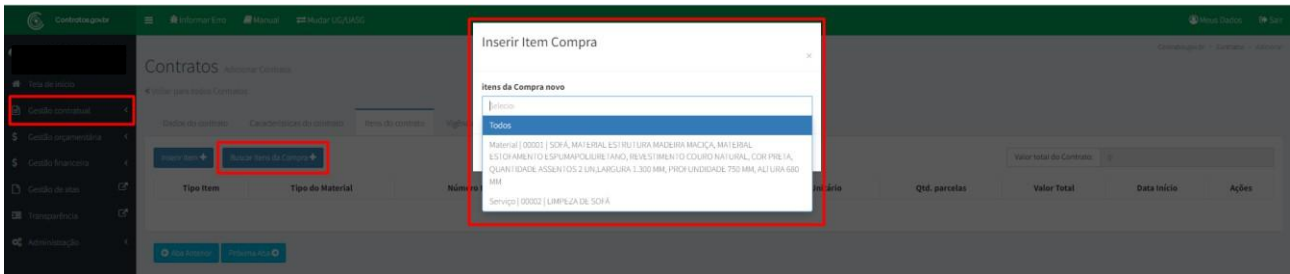 Contratos.gov.br
Informar Erro Manual Mudar UG/UASG
Meus Dados Sair
Inserir Item Compra
×
Contratos Adicionar Contrato
Voltar para todos Contratos
itens da Compra novo
Selecio
Todos
Material | 00001 | SOFÁ, MATERIAL ESTRUTURA MADEIRA MACIÇA, MATERIAL
ESTOFAMENTO ESPUMAPOLIURETANO, REVESTIMENTO COURO NATURAL, COR PRETA,
QUANTIDADE ASSENTOS 2 UN,LARGURA 1.300 MM, PROFUNDIDADE 750 MM, ALTURA 680
MM
Serviço | 00002 | LIMPEZA DE SOFÁ
Tela de início
Gestão contratual
Gestão orçamentária
Gestão financeira
Gestão de atas
Transparência
Administração
Dados do contrato Características do contrato Itens do contrato
Inserir Item Buscar Itens da Compra
Valor total do Contrato:
Tipo Item Tipo do Material Qtd. parcelas Valor Total Data Início Ações
Aba Anterior Próxima Aba